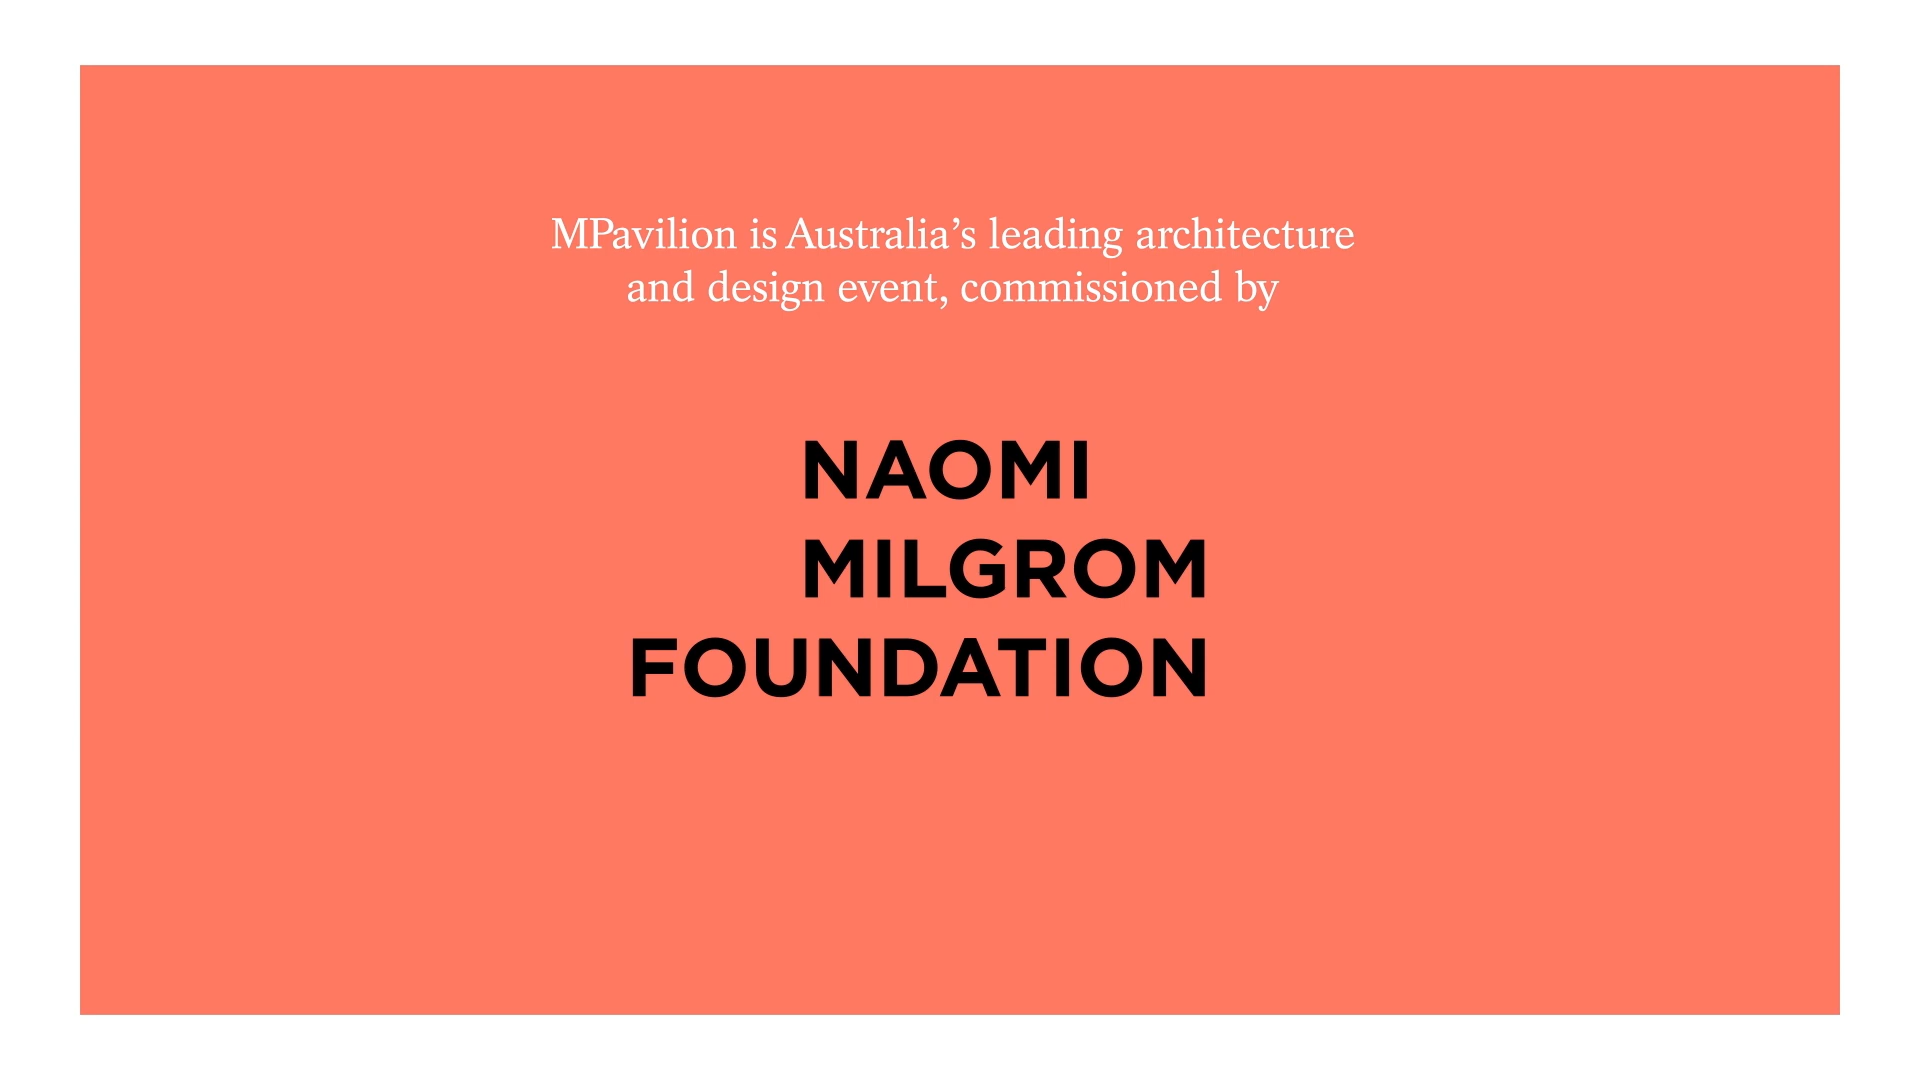 MPavilion is Australia’s leading architecture
and design event, commissioned by
NAOMI
MILGROM
FOUNDATION